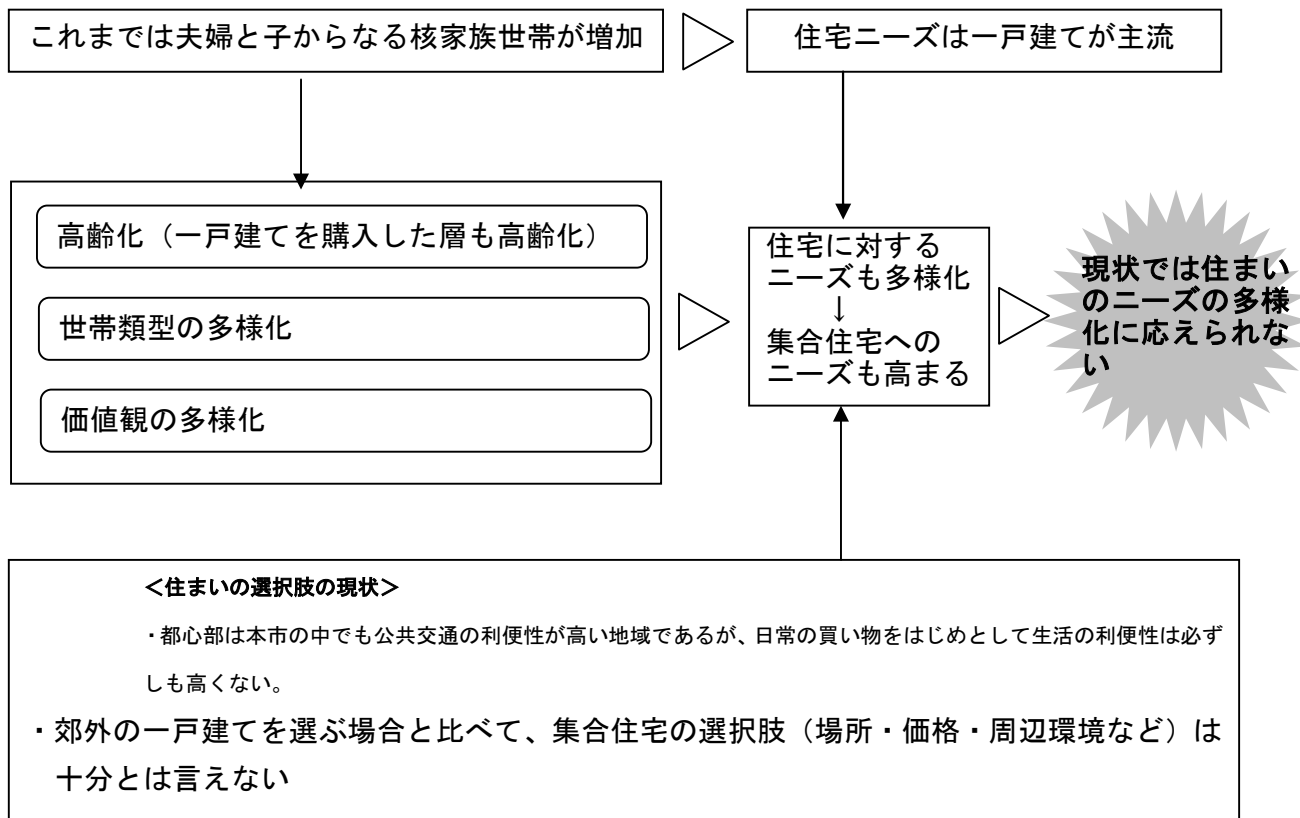 これまでは夫婦と子からなる核家族世帯が増加
住宅ニーズは一戸建てが主流
高齢化（一戸建てを購入した層も高齢化）
世帯類型の多様化
価値観の多様化
住宅に対する
ニーズも多様化
↓
集合住宅への
ニーズも高まる
現状では住まい
のニーズの多様
化に応えられな
い
＜住まいの選択肢の現状＞
・都心部は本市の中でも公共交通の利便性が高い地域であるが、日常の買い物をはじめとして生活の利便性は必ず
しも高くない。
・郊外の一戸建てを選ぶ場合と比べて、集合住宅の選択肢（場所・価格・周辺環境など）は
十分とは言えない